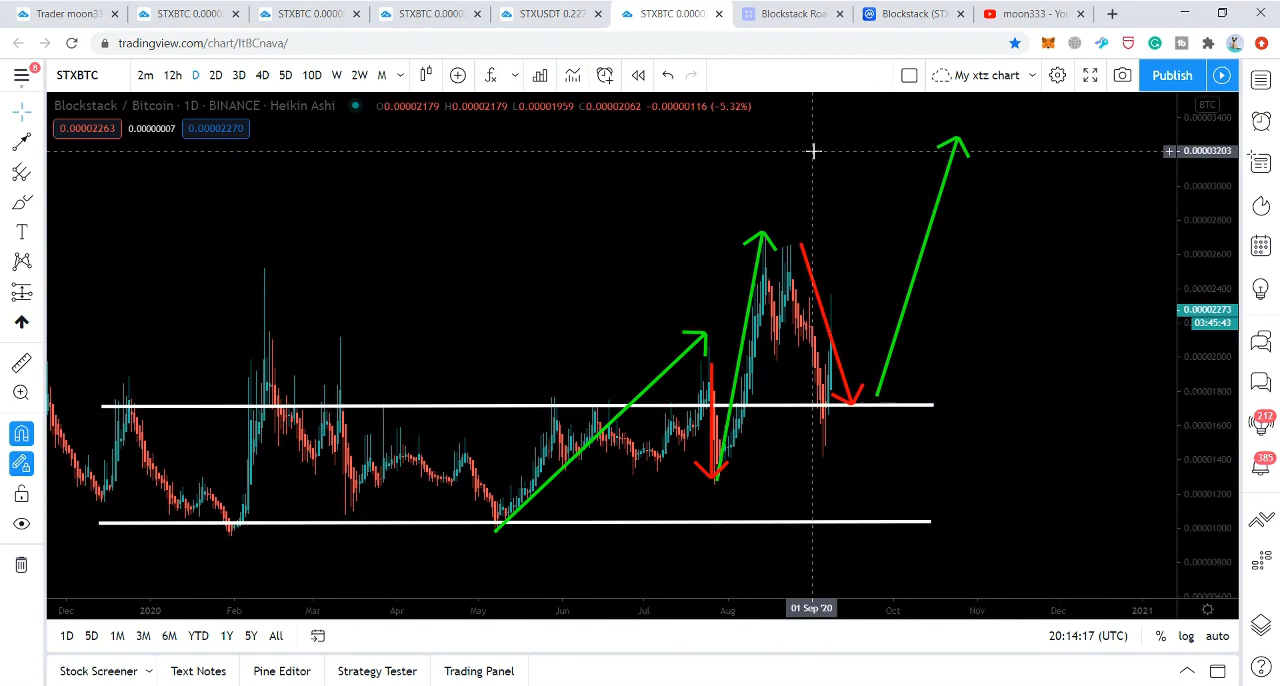 Trader moon33
STXBTC 0.0000
STXBTC 0.0000
STXBTC 0.0000
STXUSDT 0.227
STXBTC 0.0000
Blockstack Roa
Blockstack (ST
moon333 - You
tradingview.com/chart/ItBCnava/
8
STXBTC
2m 12h D 2D 3D 4D 5D 10D W 2W M
My xtz chart
Publish
Blockstack / Bitcoin · 1D · BINANCE · Heikin Ashi
O0.00002179 H0.00002179 L0.00001959 C0.00002062 -0.00000116 (-5.32%)
0.00002263 0.00000007 0.00002270
BTC
0.00003400
0.00003203
0.00003000
0.00002800
0.00002600
0.00002400
0.00002273
03:45:43
0.00002000
0.00001800
0.00001600
0.00001400
0.00001200
0.00001000
0.00000800
0.00000600
212
385
Dec 2020 Feb Mar Apr May Jun Jul Aug 01 Sep '20 Oct Nov Dec 2021
1D 5D 1M 3M 6M YTD 1Y 5Y All
20:14:17 (UTC) % log auto
Stock Screener Text Notes Pine Editor Strategy Tester Trading Panel